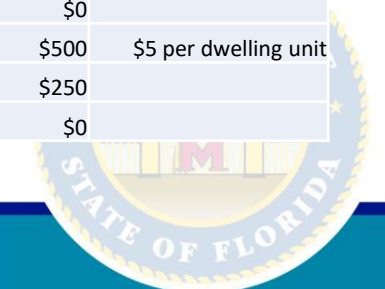 $0
$500 $5 per dwelling unit
$250
$0
STATE OF FLORIDA